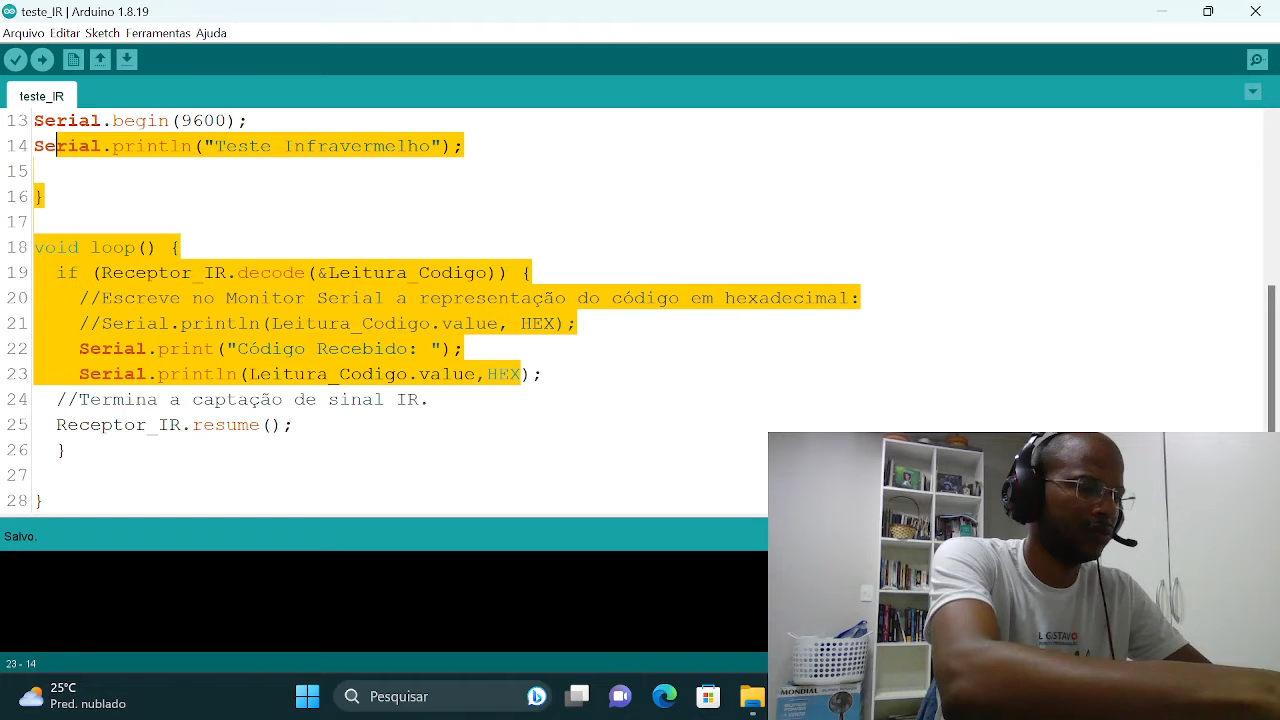 teste_IR | Arduino 1.8.19
Arquivo Editar Sketch Ferramentas Ajuda
teste_IR
13 Serial.begin(9600);
14 Serial.println("Teste Infravermelho");
15
16 }
17
18 void loop() {
19 if (Receptor_IR.decode(&Leitura_Codigo)) {
20 //Escreve no Monitor Serial a representação do código em hexadecimal:
21 //Serial.println(Leitura_Codigo.value, HEX);
22 Serial.print("Código Recebido: ");
23 Serial.println(Leitura_Codigo.value,HEX);
24 //Termina a captação de sinal IR.
25 Receptor_IR.resume();
26 }
27
28 }
Salvo.
23 - 14
25°C
Pred. nublado
Pesquisar
MONDIAL